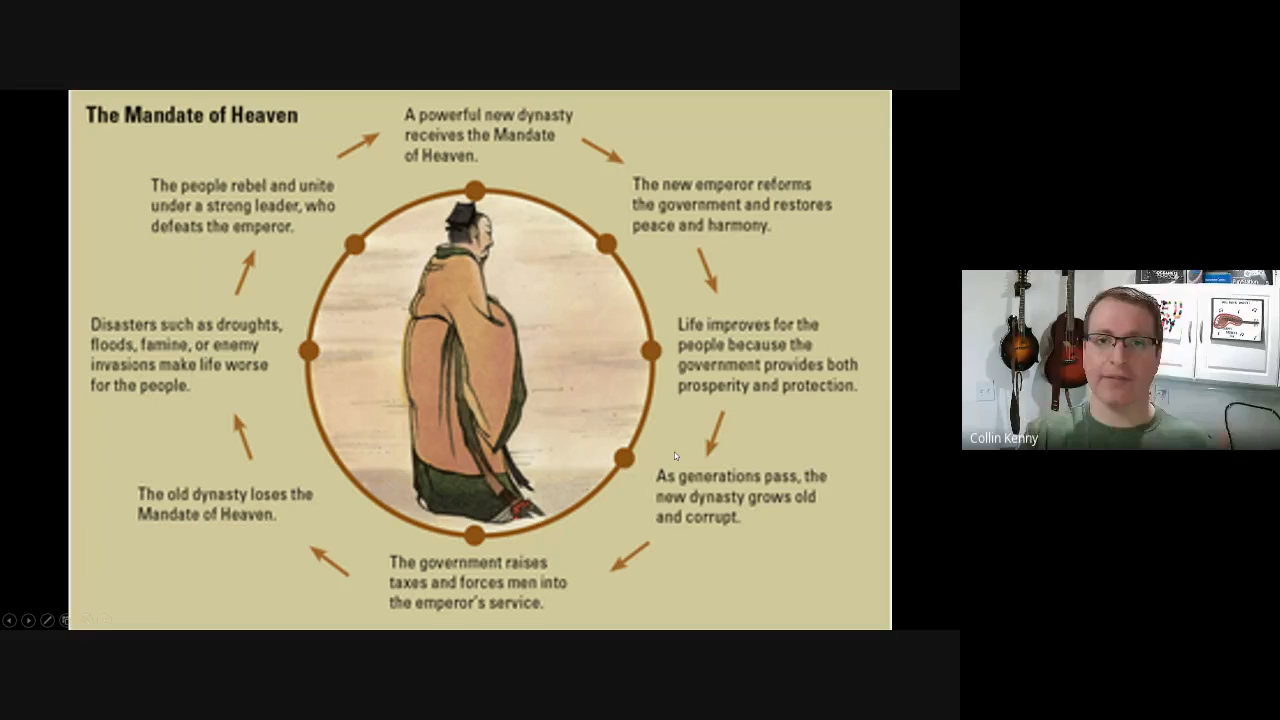 The Mandate of Heaven
A powerful new dynasty
receives the Mandate
of Heaven.
The new emperor reforms
the government and restores
peace and harmony.
Life improves for the
people because the
government provides both
prosperity and protection.
As generations pass, the
new dynasty grows old
and corrupt.
The government raises
taxes and forces men into
the emperor's service.
The old dynasty loses the
Mandate of Heaven.
Disasters such as droughts,
floods, famine, or enemy
invasions make life worse
for the people.
The people rebel and unite
under a strong leader, who
defeats the emperor.
Collin Kenny